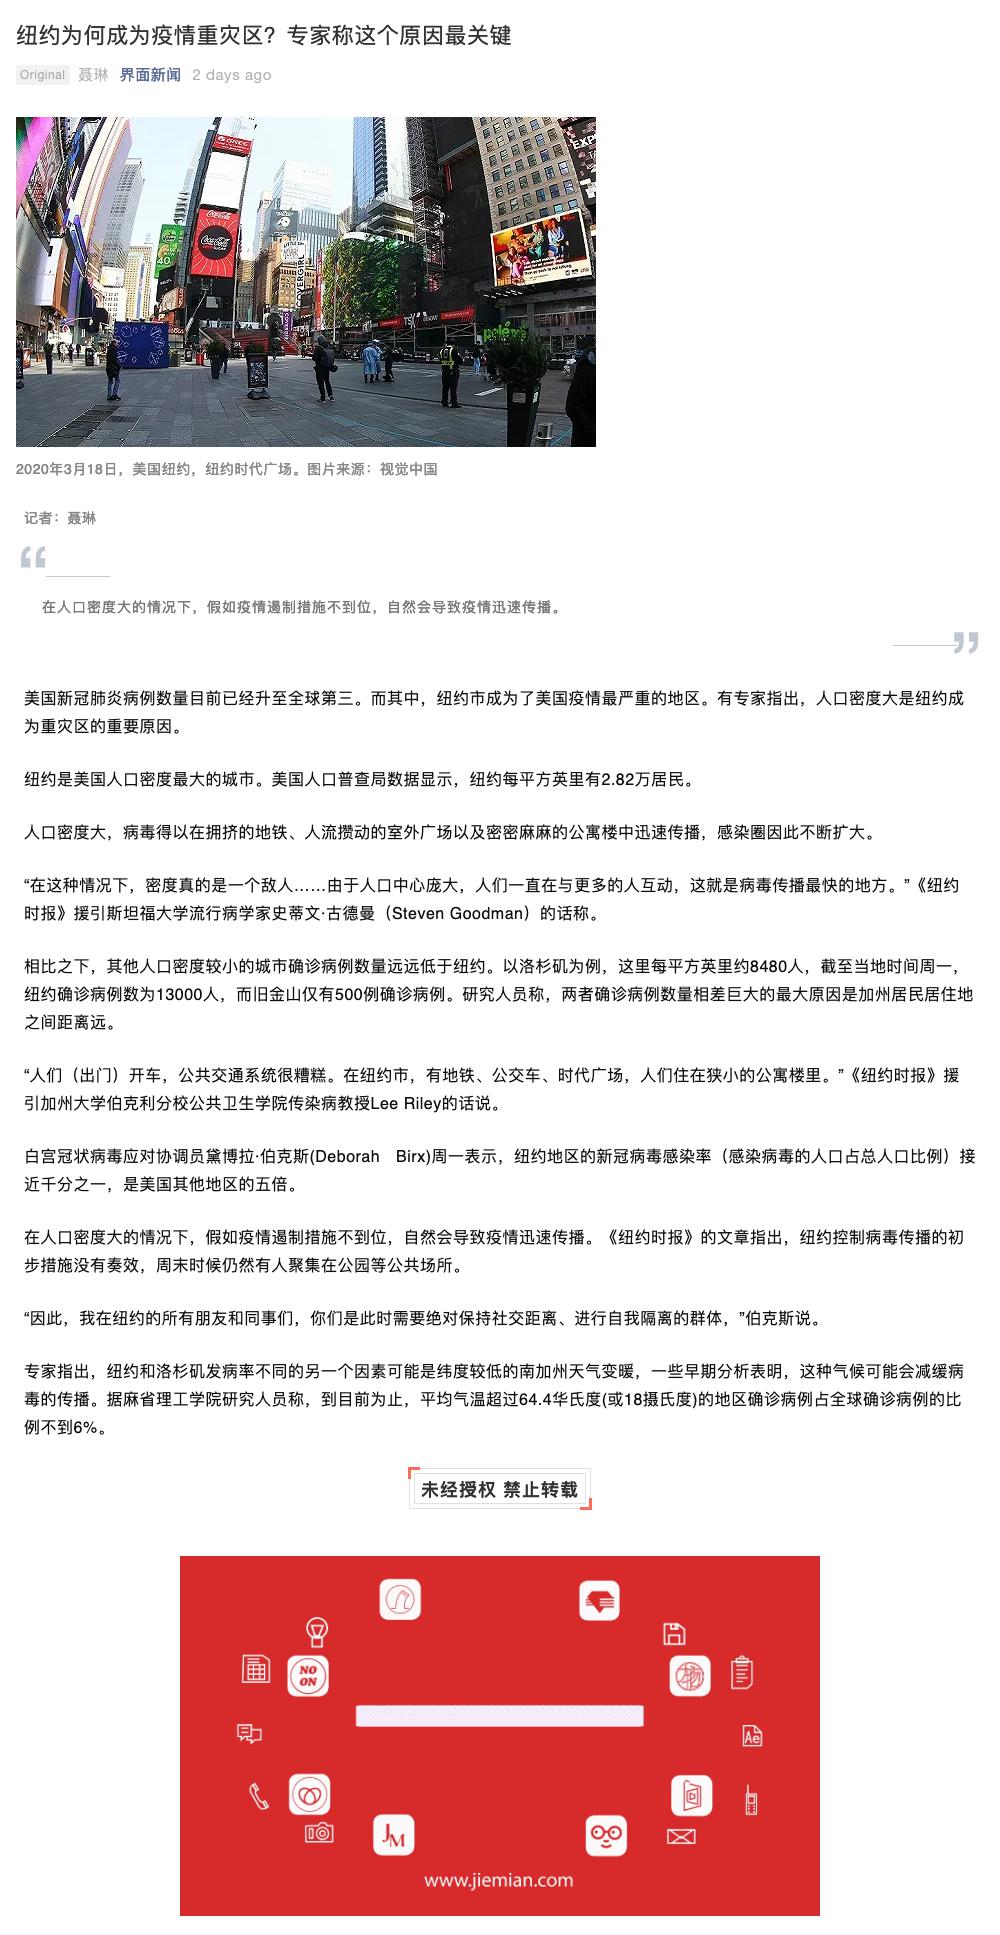 纽约为何成为疫情重灾区？专家称这个原因最关键
Original 聂琳 界面新闻 2 days ago
GREE
Coca-Cola
Coca-Cola
40
COVERGIRL
EXP
2020年3月18日，美国纽约，纽约时代广场。图片来源：视觉中国
记者：聂琳
“
在人口密度大的情况下，假如疫情遏制措施不到位，自然会导致疫情迅速传播。
”
美国新冠肺炎病例数量目前已经升至全球第三。而其中，纽约市成为了美国疫情最严重的地区。有专家指出，人口密度大是纽约成
为重灾区的重要原因。
纽约是美国人口密度最大的城市。美国人口普查局数据显示，纽约每平方英里有2.82万居民。
人口密度大，病毒得以在拥挤的地铁、人流攒动的室外广场以及密密麻麻的公寓楼中迅速传播，感染圈因此不断扩大。
“在这种情况下，密度真的是一个敌人……由于人口中心庞大，人们一直在与更多的人互动，这就是病毒传播最快的地方。”《纽约
时报》援引斯坦福大学流行病学家史蒂文·古德曼（Steven Goodman）的话称。
相比之下，其他人口密度较小的城市确诊病例数量远远低于纽约。以洛杉矶为例，这里每平方英里约8480人，截至当地时间周一，
纽约确诊病例数为13000人，而旧金山仅有500例确诊病例。研究人员称，两者确诊病例数量相差巨大的最大原因是加州居民居住地
之间距离远。
“人们（出门）开车，公共交通系统很糟糕。在纽约市，有地铁、公交车、时代广场，人们住在狭小的公寓楼里。”《纽约时报》援
引加州大学伯克利分校公共卫生学院传染病教授Lee Riley的话说。
白宫冠状病毒应对协调员黛博拉·伯克斯(Deborah Birx)周一表示，纽约地区的新冠病毒感染率（感染病毒的人口占总人口比例）接
近千分之一，是美国其他地区的五倍。
在人口密度大的情况下，假如疫情遏制措施不到位，自然会导致疫情迅速传播。《纽约时报》的文章指出，纽约控制病毒传播的初
步措施没有奏效，周末时候仍然有人聚集在公园等公共场所。
“因此，我在纽约的所有朋友和同事们，你们是此时需要绝对保持社交距离、进行自我隔离的群体，”伯克斯说。
专家指出，纽约和洛杉矶发病率不同的另一个因素可能是纬度较低的南加州天气变暖，一些早期分析表明，这种气候可能会减缓病
毒的传播。据麻省理工学院研究人员称，到目前为止，平均气温超过64.4华氏度(或18摄氏度)的地区确诊病例占全球确诊病例的比
例不到6%。
未经授权 禁止转载
NO
ON
物
Ae
D
JM
www.jiemian.com